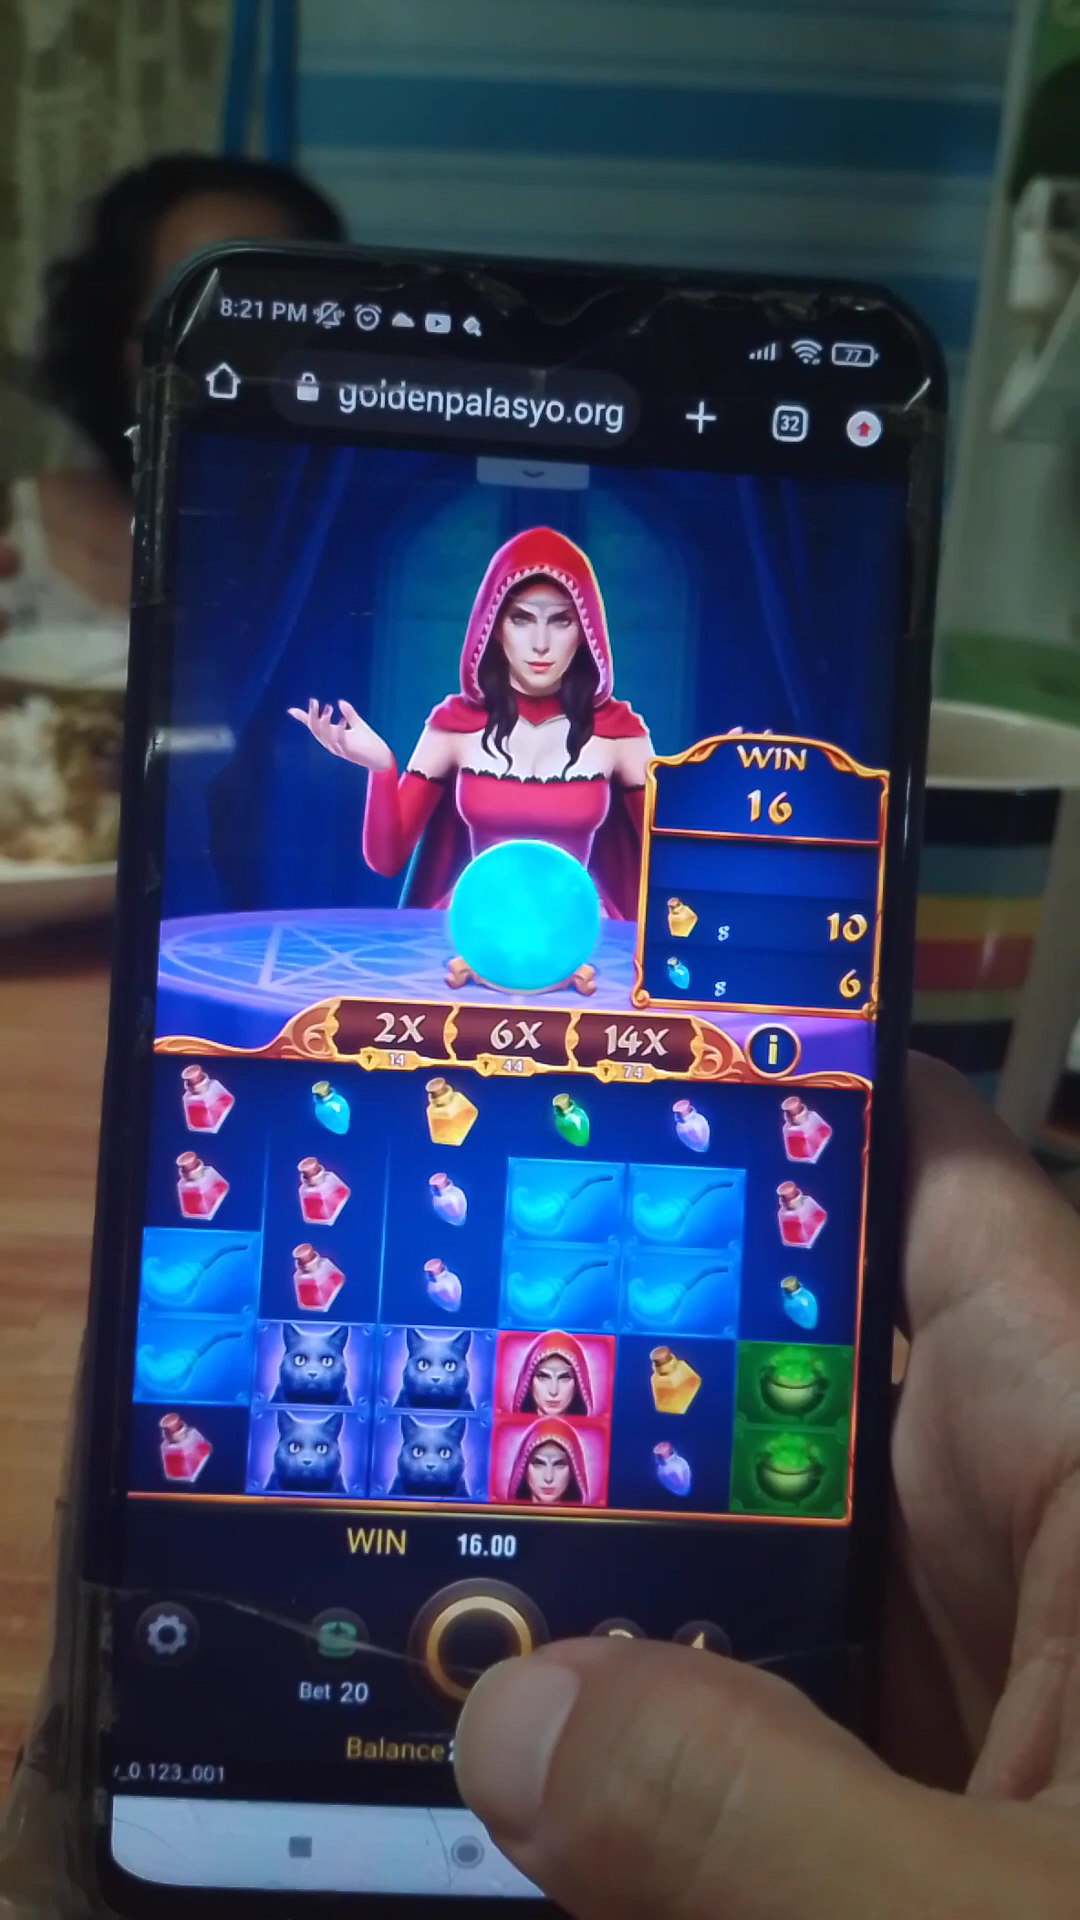 8:21 PM
77
goldenpalasyo.org
32
WIN
16
8 10
8 6
2X 6X 14X
14 44 74
i
WIN 16.00
Bet 20
Balance
_0.123_001